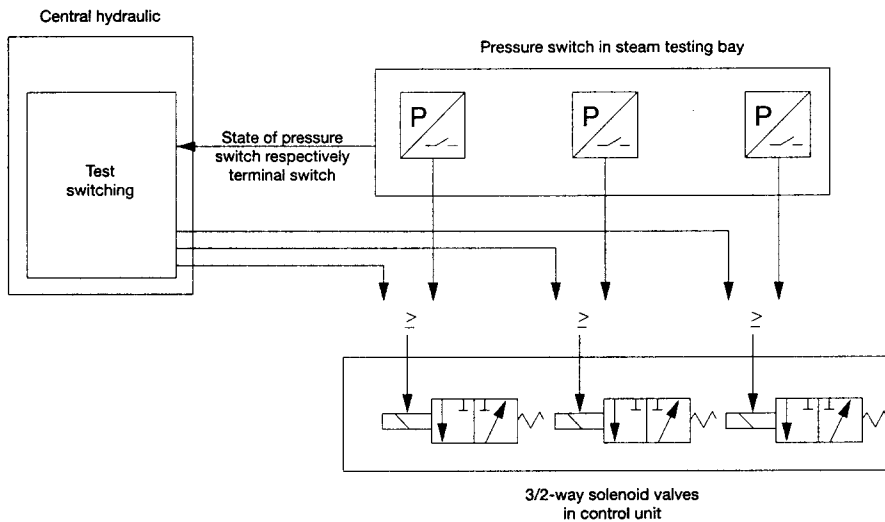 Central hydraulic
Pressure switch in steam testing bay
P
P
P
State of pressure
switch respectively
terminal switch
Test
switching
≥
≥
≥
3/2-way solenoid valves
in control unit